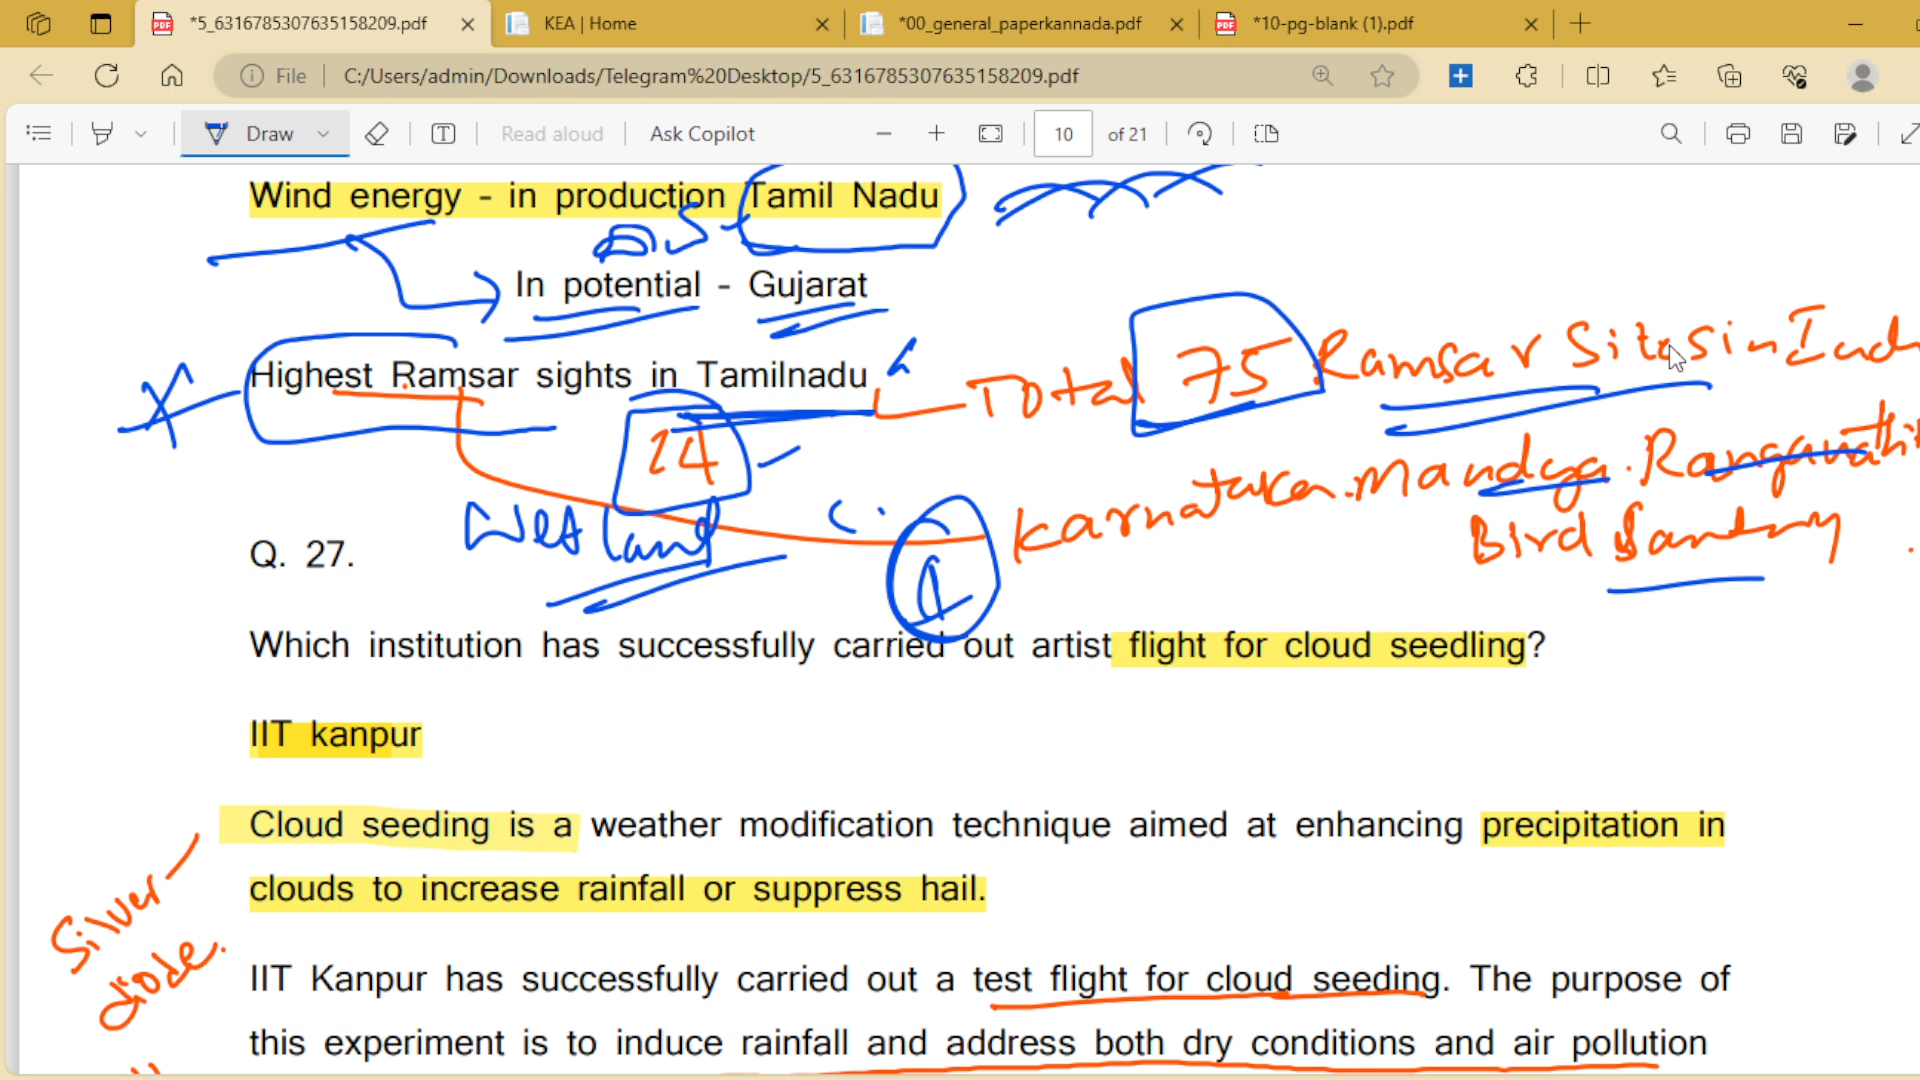 *5_6316785307635158209.pdf
KEA | Home
*00_general_paperkannada.pdf
*10-pg-blank (1).pdf
File
C:/Users/admin/Downloads/Telegram%20Desktop/5_6316785307635158209.pdf
Draw
Read aloud
Ask Copilot
10 of 21
Wind energy - in production Tamil Nadu
In potential - Gujarat
Highest Ramsar sights in Tamilnadu
Total 75 Ramsar Sites in Ind
24
Karnataka. Mandya. Ranganathi
Bird
Wet land
1
Q. 27.
Which institution has successfully carried out artist flight for cloud seedling?
IIT kanpur
Cloud seeding is a weather modification technique aimed at enhancing precipitation in
clouds to increase rainfall or suppress hail.
Silver
diode.
IIT Kanpur has successfully carried out a test flight for cloud seeding. The purpose of
this experiment is to induce rainfall and address both dry conditions and air pollution